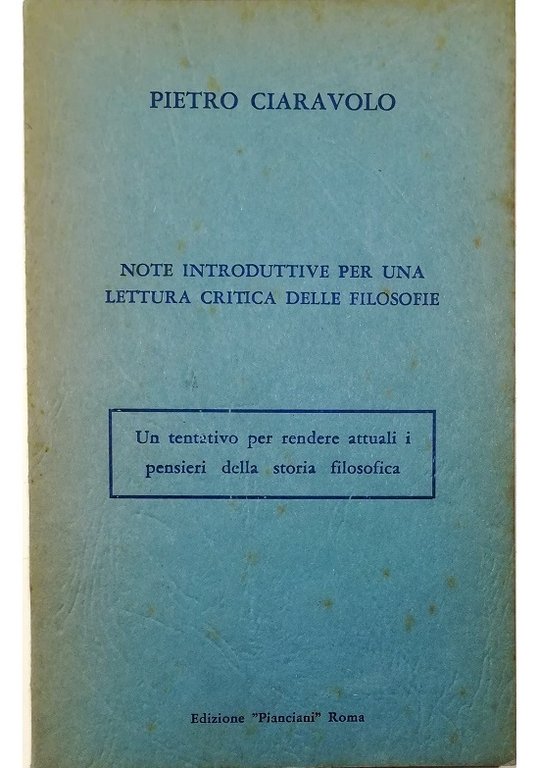 PIETRO CIARAVOLO
NOTE INTRODUTTIVE PER UNA
LETTURA CRITICA DELLE FILOSOFIE
Un tentativo per rendere attuali i
pensieri della storia filosofica
Edizione "Pianciani" Roma